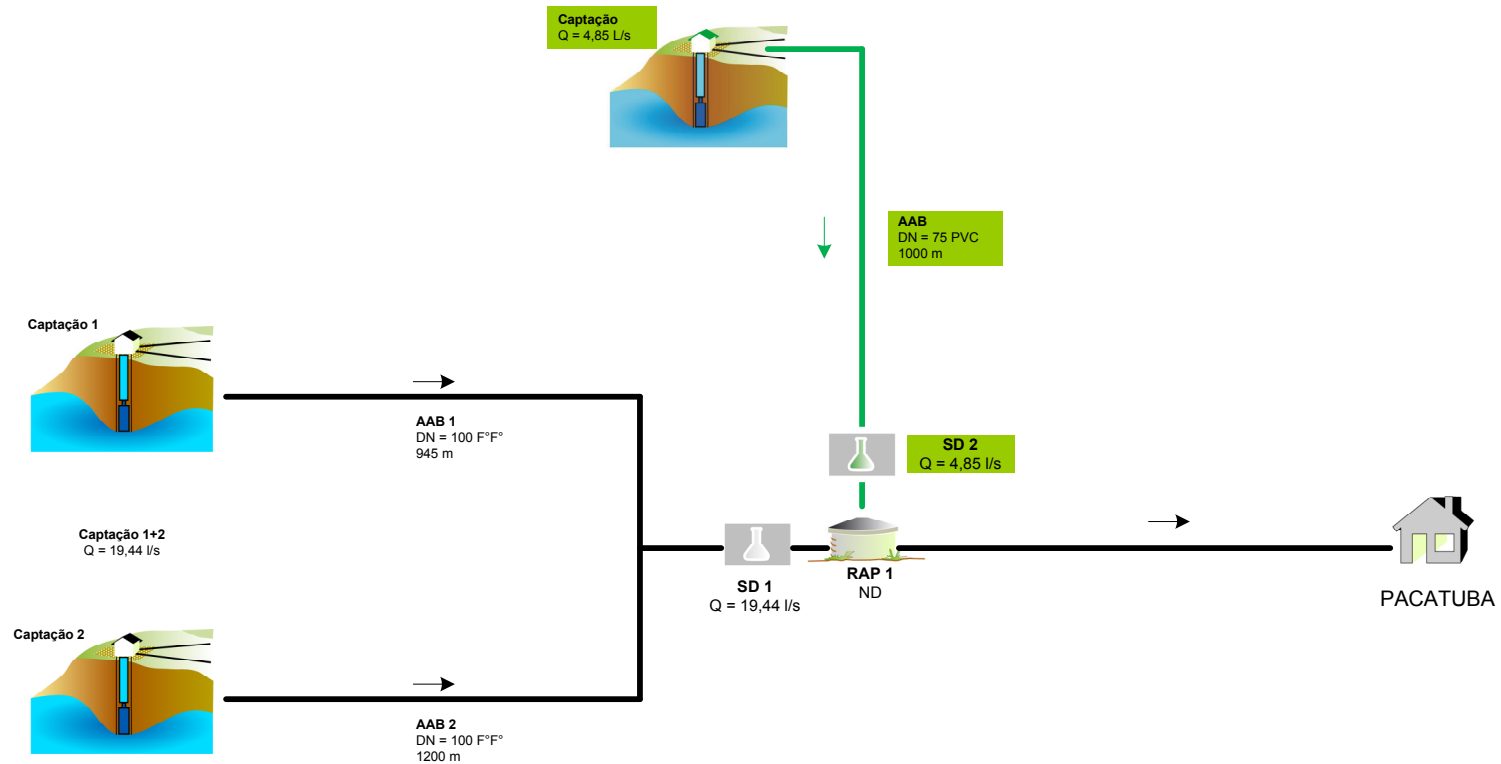 Captação
Q = 4,85 L/s
AAB
DN = 75 PVC
1000 m
Captação 1
AAB 1
DN = 100 F°F°
945 m
SD 2
Q = 4,85 l/s
Captação 1+2
Q = 19,44 l/s
SD 1
Q = 19,44 l/s
RAP 1
ND
PACATUBA
Captação 2
AAB 2
DN = 100 F°F°
1200 m